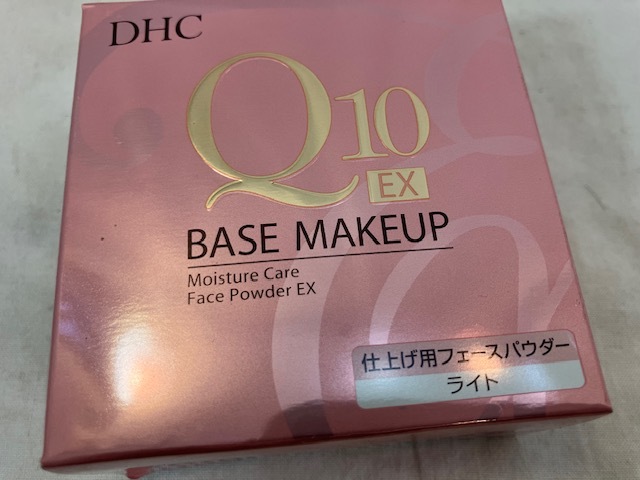 DHC
Q10
EX
BASE MAKEUP
Moisture Care
Face Powder EX
仕上げ用フェースパウダー
ライト